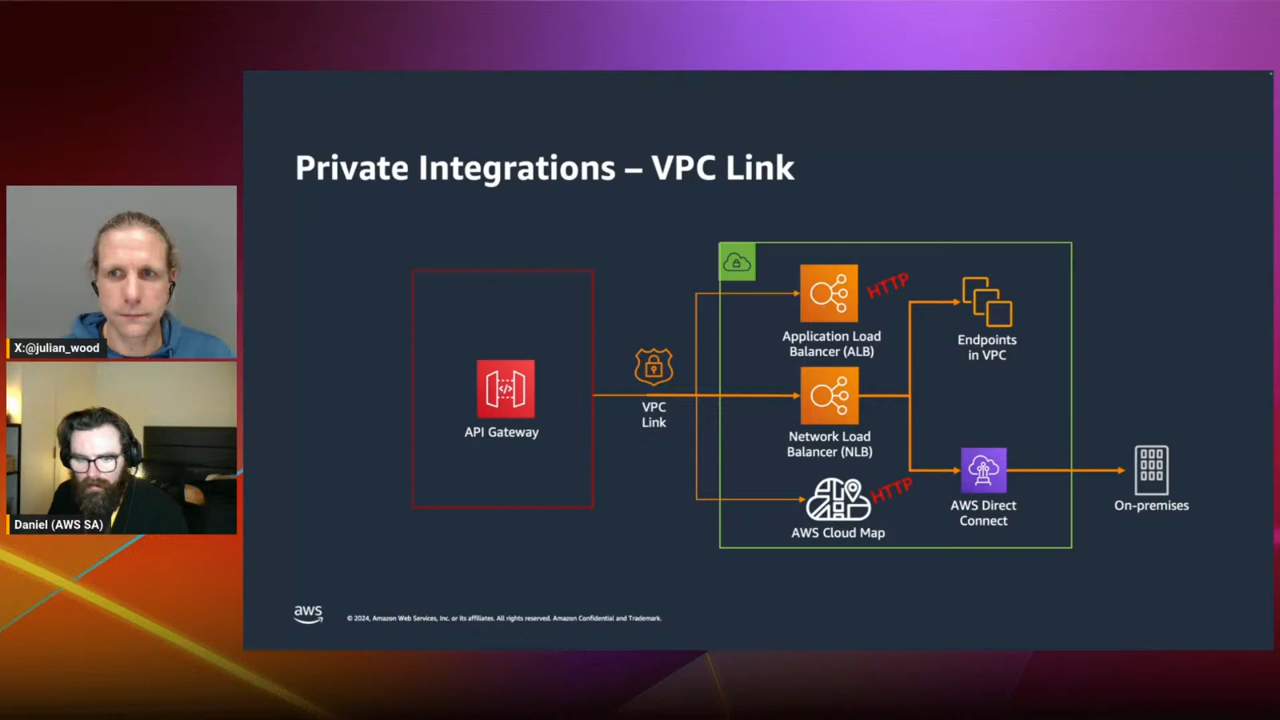 Private Integrations – VPC Link
X:@julian_wood
Daniel (AWS SA)
API Gateway
VPC
Link
HTTP
Application Load
Balancer (ALB)
Network Load
Balancer (NLB)
HTTP
AWS Cloud Map
Endpoints
in VPC
AWS Direct
Connect
On-premises
aws
© 2024, Amazon Web Services, Inc. or its affiliates. All rights reserved. Amazon Confidential and Trademark.